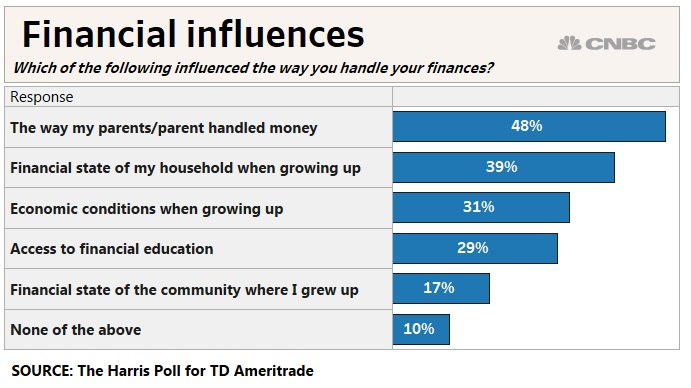 Financial influences
CNBC
Which of the following influenced the way you handle your finances?
Response
The way my parents/parent handled money 48%
Financial state of my household when growing up 39%
Economic conditions when growing up 31%
Access to financial education 29%
Financial state of the community where I grew up 17%
None of the above 10%
SOURCE: The Harris Poll for TD Ameritrade